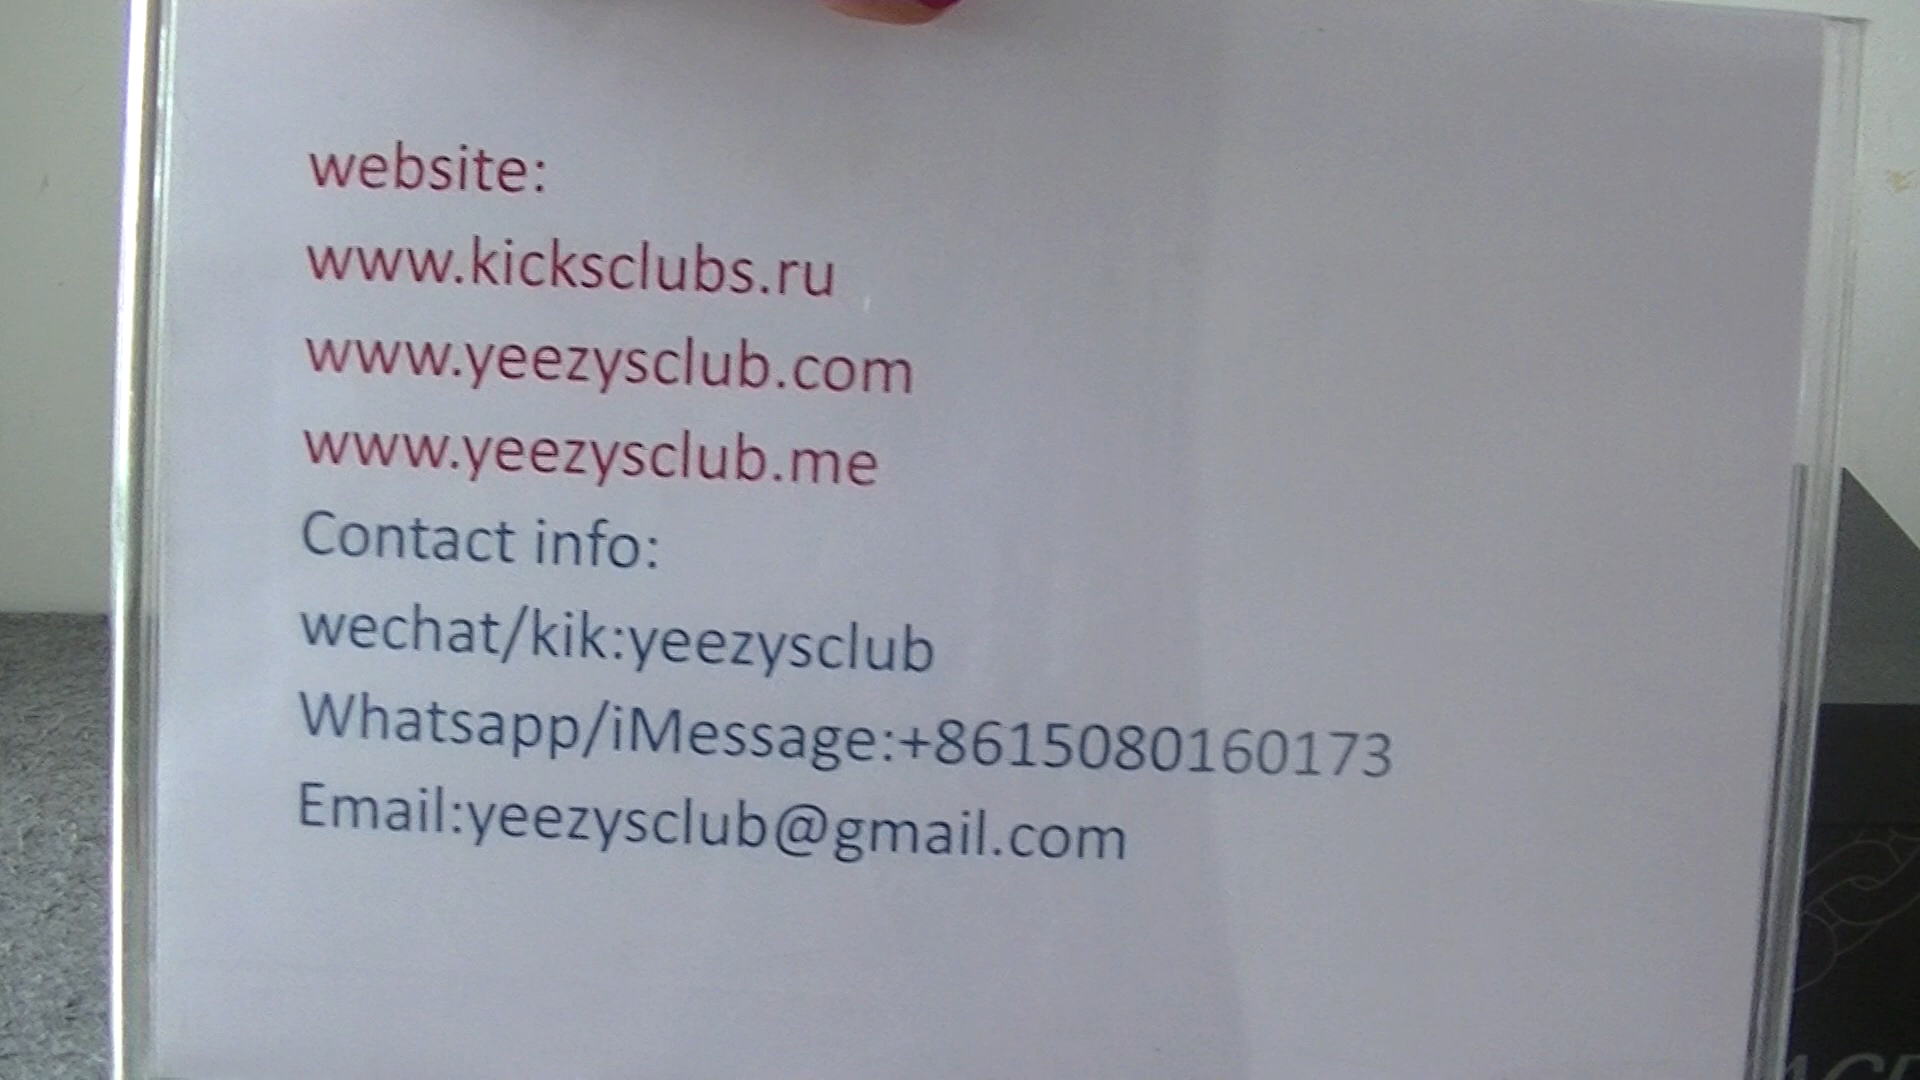 website:
www.kicksclubs.ru
www.yeezysclub.com
www.yeezysclub.me
Contact info:
wechat/kik:yeezysclub
Whatsapp/iMessage:+8615080160173
Email:yeezysclub@gmail.com